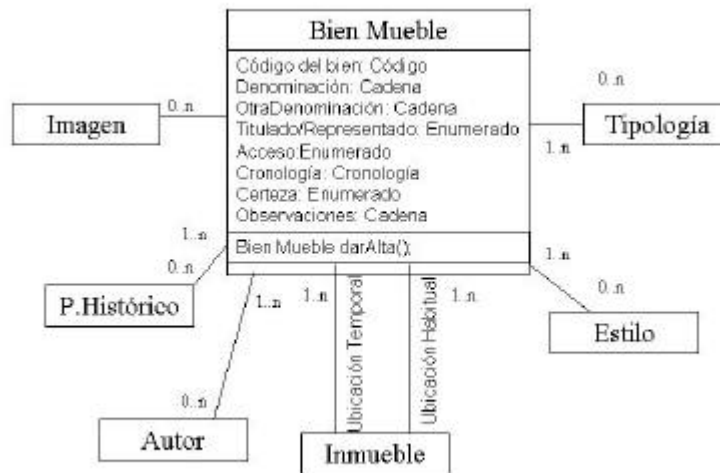 Bien Mueble
Código del bien: Código
Denominación: Cadena
OtraDenominación: Cadena
Titulado/Representado: Enumerado
Acceso:Enumerado
Cronología: Cronología
Certeza: Enumerado
Observaciones: Cadena
Bien Mueble darAlta();
0..n
Imagen
0..n
Tipología
1..n
1..n
0..n
P.Histórico
1..n
0..n
Estilo
1..n
0..n
Autor
1..n
Ubicación Temporal
1..n
Ubicación Habitual
Inmueble